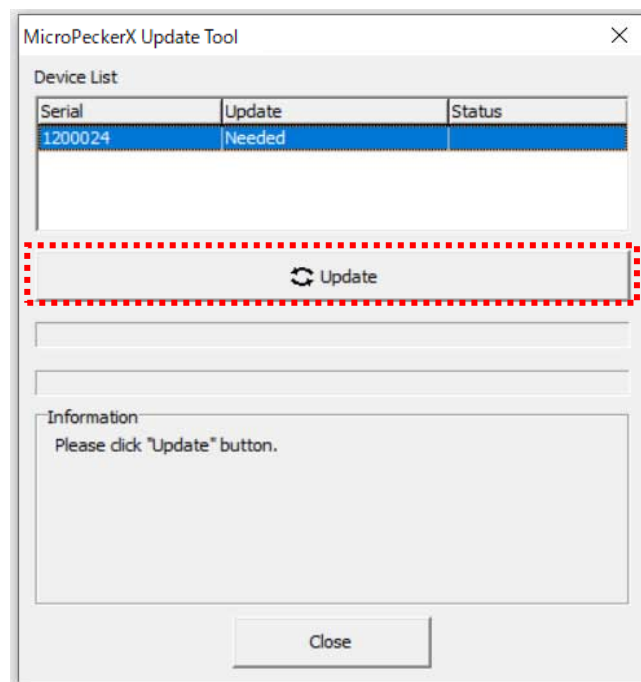 MicroPeckerX Update Tool
Device List
Serial Update Status
1200024 Needed
Update
Information
Please click "Update" button.
Close